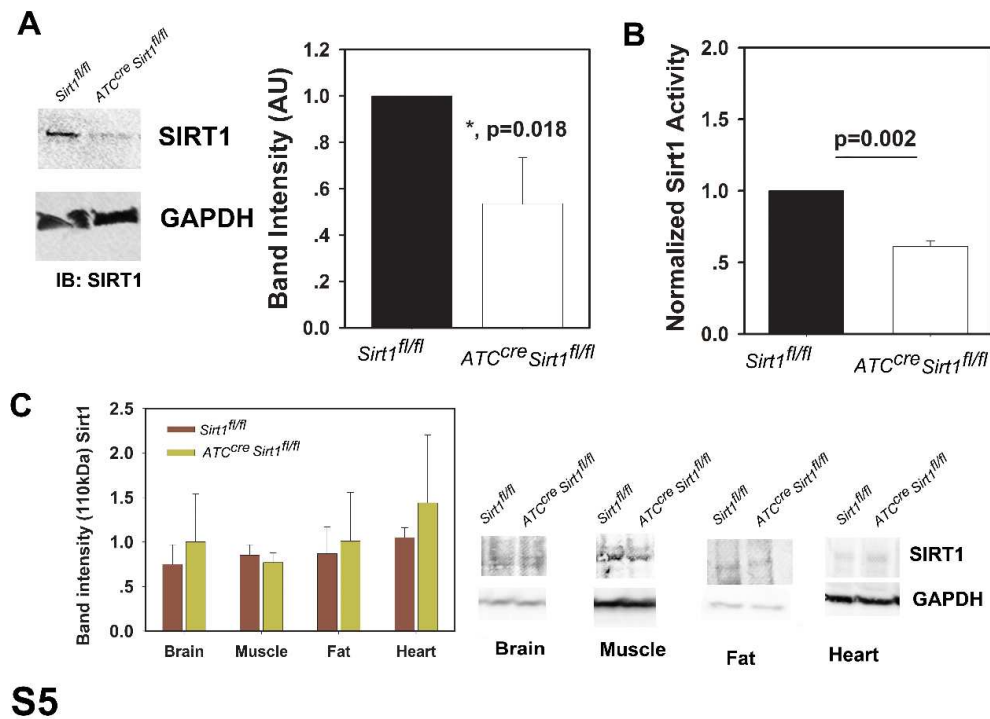 A
Sirt1fl/fl
ATCcre Sirt1fl/fl
SIRT1
GAPDH
IB: SIRT1
Band Intensity (AU)
1.2
1.0
.8
.6
.4
.2
0.0
*, p=0.018
Sirt1fl/fl
ATCcre Sirt1fl/fl
B
Normalized Sirt1 Activity
2.0
1.5
1.0
.5
0.0
p=0.002
Sirt1fl/fl
ATCcre Sirt1fl/fl
C
Band intensity (110kDa) Sirt1
2.5
2.0
1.5
1.0
.5
0.0
Sirt1fl/fl
ATCcre Sirt1fl/fl
Brain Muscle Fat Heart
Sirt1fl/fl ATCcre Sirt1fl/fl
Sirt1fl/fl ATCcre Sirt1fl/fl
Sirt1fl/fl ATCcre Sirt1fl/fl
Sirt1fl/fl ATCcre Sirt1fl/fl
SIRT1
GAPDH
Brain Muscle Fat Heart
S5